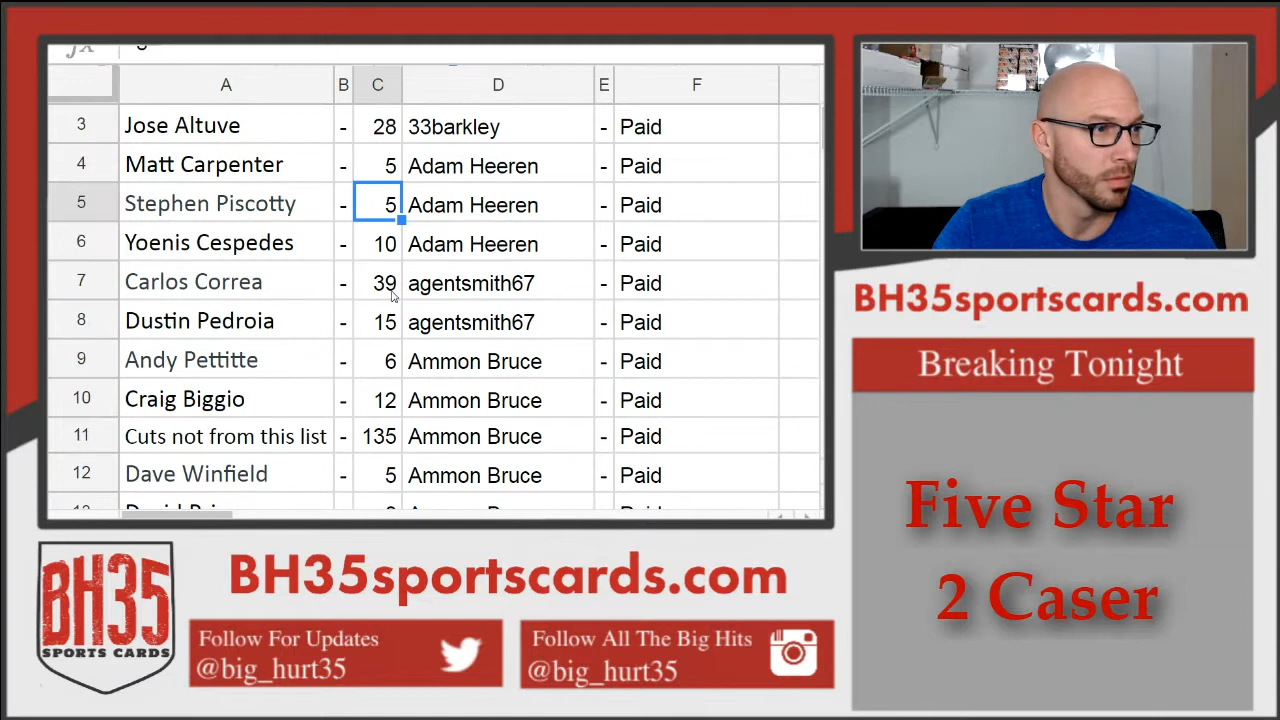 A B C D E F
3 Jose Altuve - 28 33barkley - Paid
4 Matt Carpenter - 5 Adam Heeren - Paid
5 Stephen Piscotty - 5 Adam Heeren - Paid
6 Yoenis Cespedes - 10 Adam Heeren - Paid
7 Carlos Correa - 39 agentsmith67 - Paid
8 Dustin Pedroia - 15 agentsmith67 - Paid
9 Andy Pettitte - 6 Ammon Bruce - Paid
10 Craig Biggio - 12 Ammon Bruce - Paid
11 Cuts not from this list - 135 Ammon Bruce - Paid
12 Dave Winfield - 5 Ammon Bruce - Paid
BH35sportscards.com
Breaking Tonight
Five Star
2 Caser
BH35
SPORTS CARDS
BH35sportscards.com
Follow For Updates
@big_hurt35
Follow All The Big Hits
@big_hurt35